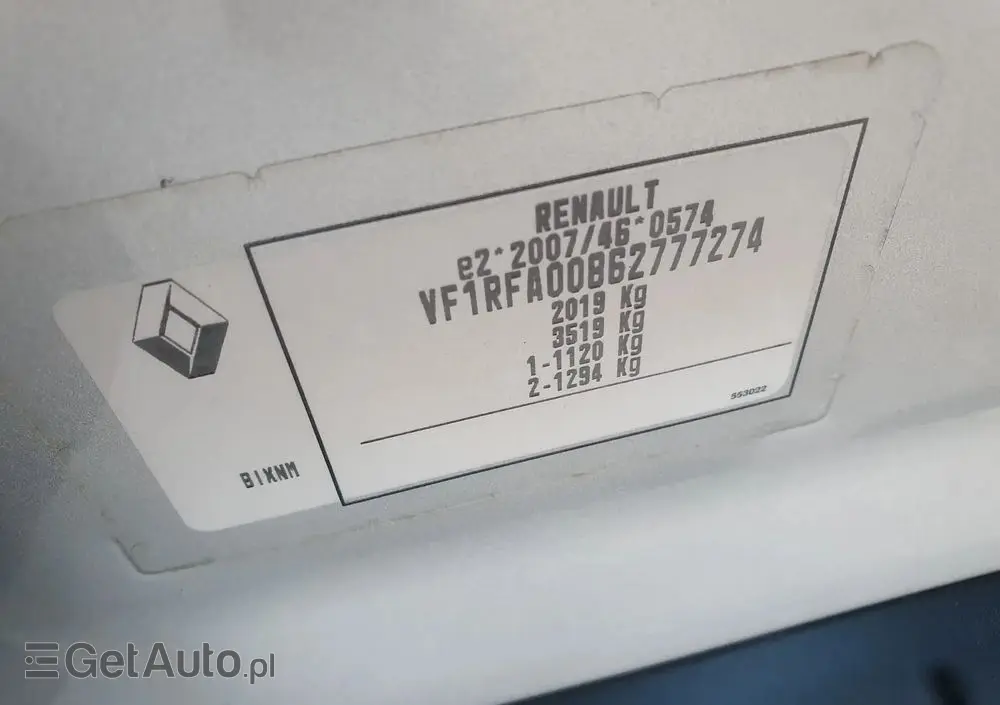 RENAULT
e2*2007/46*0574
VF1RFA00862777274
2019 Kg
3519 Kg
1-1120 Kg
2-1294 Kg
553022
BIXNM
GetAuto.pl